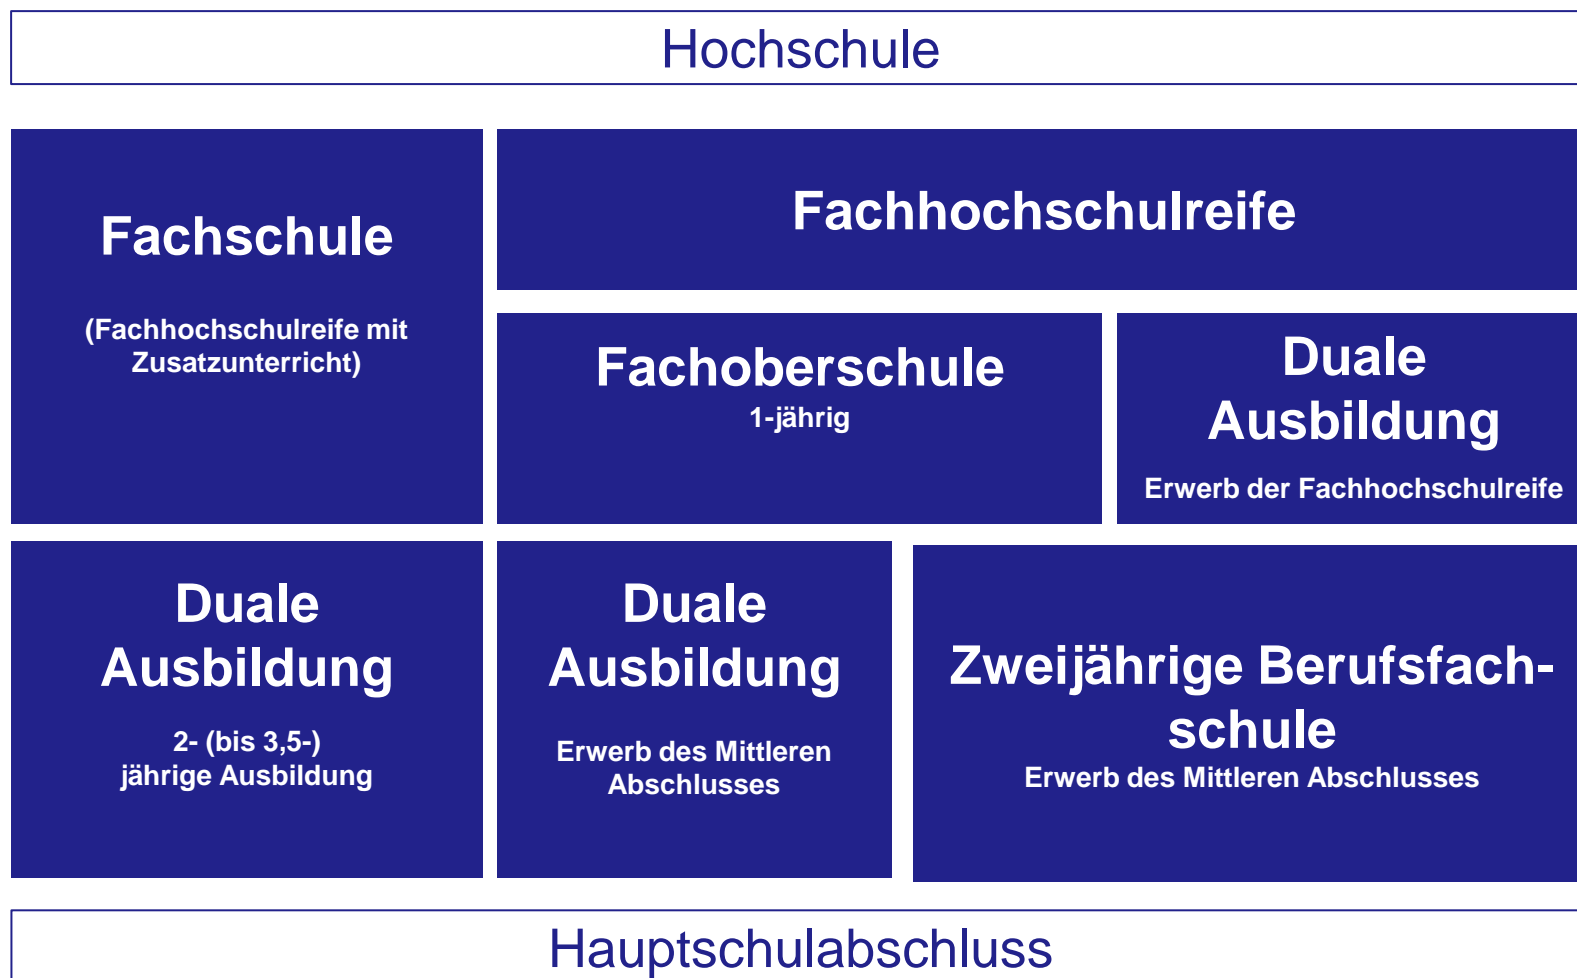 Hochschule
Fachschule
(Fachhochschulreife mit
Zusatzunterricht)
Fachhochschulreife
Fachoberschule
1-jährig
Duale
Ausbildung
Erwerb der Fachhochschulreife
Duale
Ausbildung
2- (bis 3,5-)
jährige Ausbildung
Duale
Ausbildung
Erwerb des Mittleren
Abschlusses
Zweijährige Berufsfach-
schule
Erwerb des Mittleren Abschlusses
Hauptschulabschluss